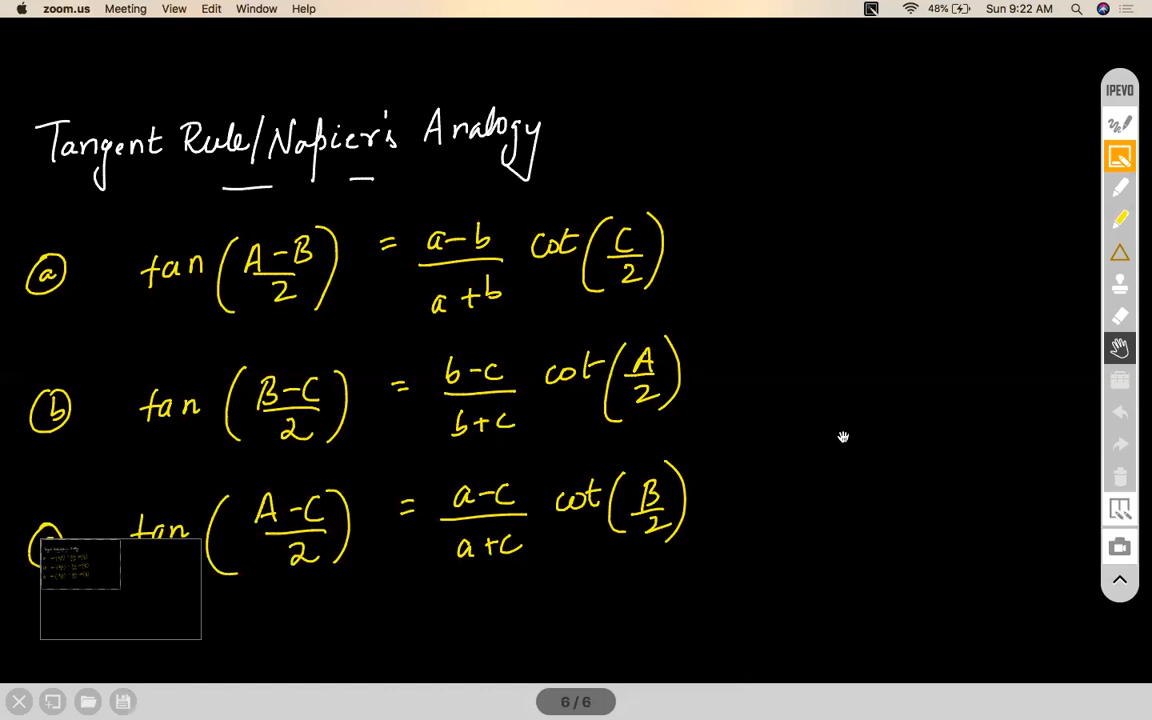 zoom.us Meeting View Edit Window Help 48% Sun 9:22 AM
IPEVO
Tangent Rule/Napier's Analogy
(a) tan((A-B)/2) = (a-b)/(a+b) cot(C/2)
(b) tan((B-C)/2) = (b-c)/(b+c) cot(A/2)
tan((A-C)/2) = (a-c)/(a+c) cot(B/2)
6/6